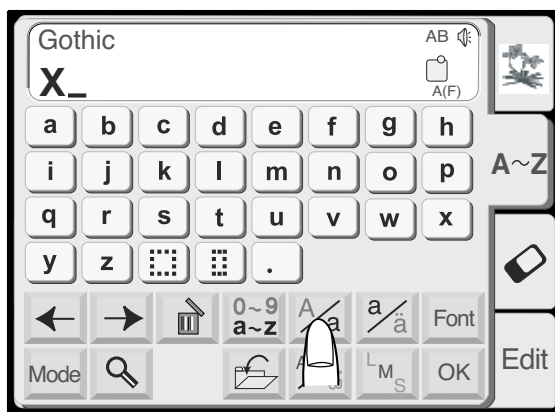 Gothic
AB
X_
A(F)
a b c d e f g h
i j k l m n o p
A~Z
q r s t u v w x
y z .
0~9
a~z
A/a
a/ä
Font
Mode
L M S
OK
Edit